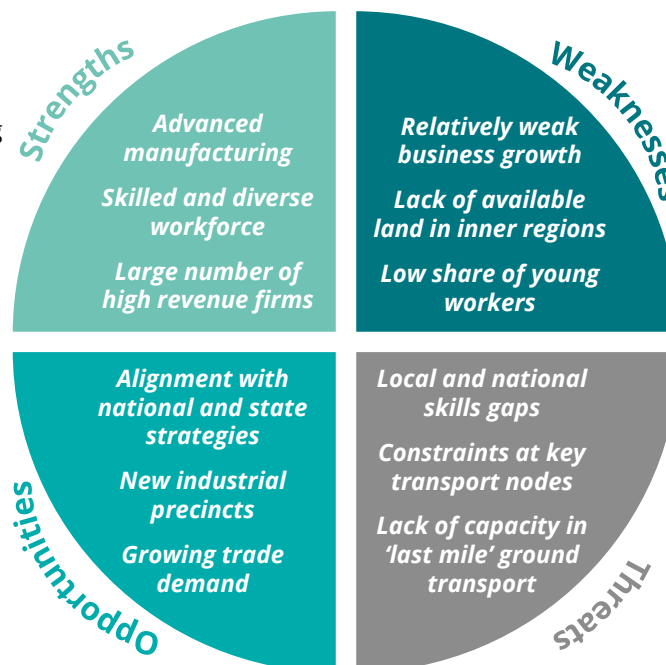 Strengths
Advanced
manufacturing
Skilled and diverse
workforce
Large number of
high revenue firms
Weaknesses
Relatively weak
business growth
Lack of available
land in inner regions
Low share of young
workers
Opportunities
Alignment with
national and state
strategies
New industrial
precincts
Growing trade
demand
Threats
Local and national
skills gaps
Constraints at key
transport nodes
Lack of capacity in
‘last mile’ ground
transport